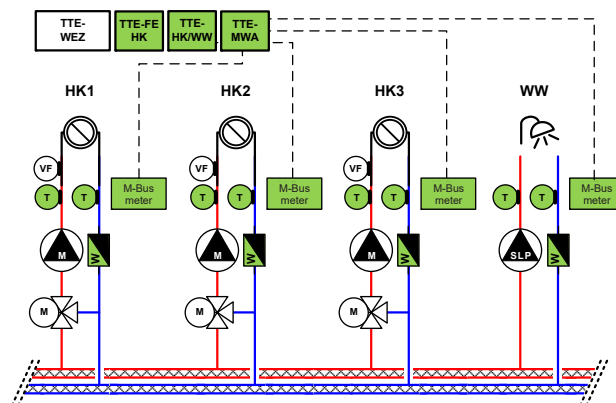 TTE-
WEZ
TTE-FE
HK
TTE-
HK/WW
TTE-
MWA
HK1
HK2
HK3
WW
VF
VF
VF
T
T
M-Bus
meter
T
T
M-Bus
meter
T
T
M-Bus
meter
T
T
M-Bus
meter
M
W
M
W
M
W
SLP
W
M
M
M